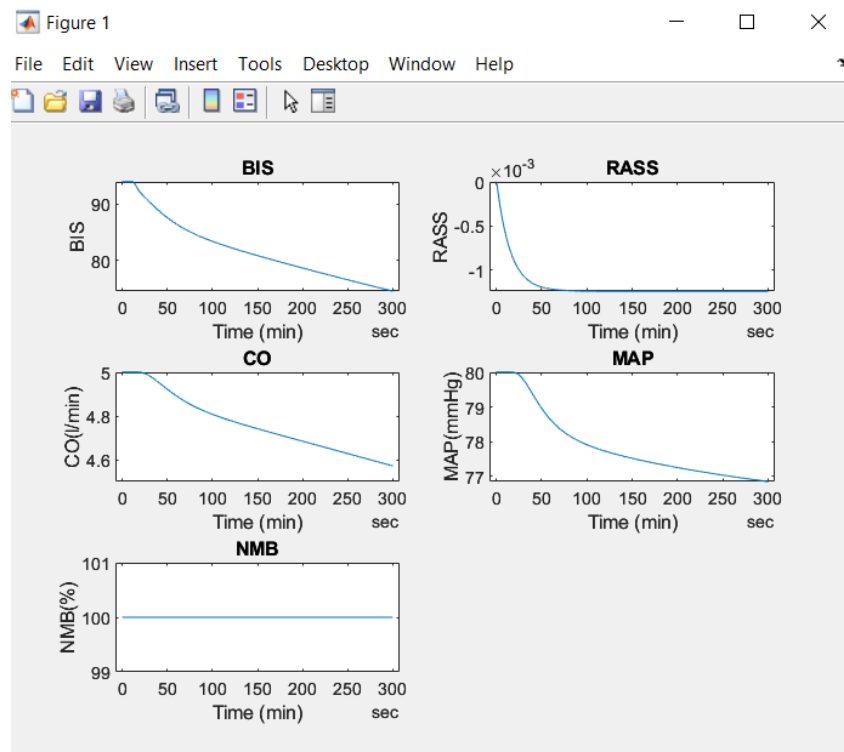 Figure 1
File Edit View Insert Tools Desktop Window Help
BIS
BIS
90
80
0 50 100 150 200 250 300
Time (min)
sec
RASS
×10^-3
RASS
0
-0.5
-1
0 50 100 150 200 250 300
Time (min)
sec
CO
CO(l/min)
5
4.8
4.6
0 50 100 150 200 250 300
Time (min)
sec
MAP
MAP(mmHg)
80
79
78
77
0 50 100 150 200 250 300
Time (min)
sec
NMB
NMB(%)
101
100
99
0 50 100 150 200 250 300
Time (min)
sec